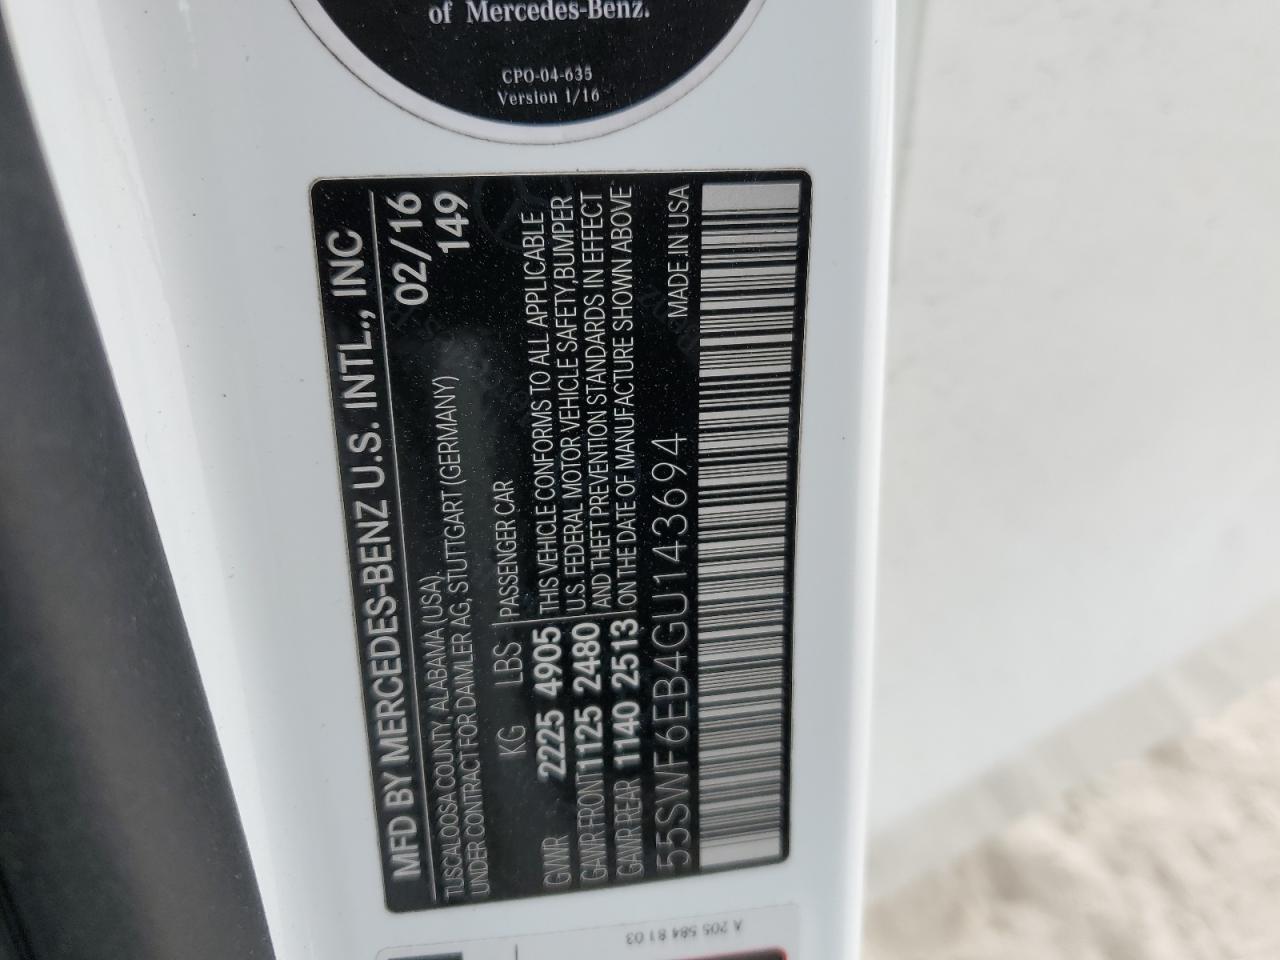 of Mercedes-Benz.
CPO-04-635
Version 1/16
MFD BY MERCEDES-BENZ U.S. INTL., INC
TUSCALOOSA COUNTY, ALABAMA (USA). 02/16
UNDER CONTRACT FOR DAIMLER AG, STUTTGART (GERMANY) 149
KG LBS PASSENGER CAR
GVWR 2225 4905 THIS VEHICLE CONFORMS TO ALL APPLICABLE
GAWR FRONT 1125 2480 U.S. FEDERAL MOTOR VEHICLE SAFETY,BUMPER
GAWR REAR 1140 2513 AND THEFT PREVENTION STANDARDS IN EFFECT
ON THE DATE OF MANUFACTURE SHOWN ABOVE
55SWF6EB4GU143694 MADE IN USA
A 205 584 81 03